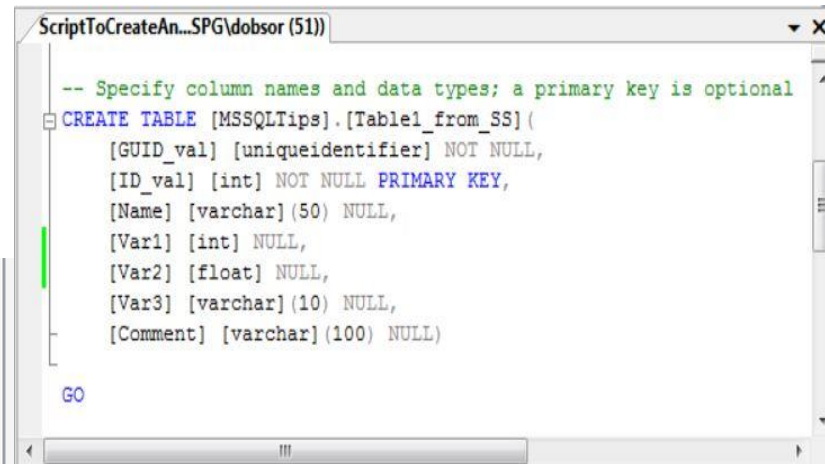 ScriptToCreateAn...SPG\dobsor (51))
-- Specify column names and data types; a primary key is optional
CREATE TABLE [MSSQLTips].[Table1_from_SS](
[GUID_val] [uniqueidentifier] NOT NULL,
[ID_val] [int] NOT NULL PRIMARY KEY,
[Name] [varchar](50) NULL,
[Var1] [int] NULL,
[Var2] [float] NULL,
[Var3] [varchar](10) NULL,
[Comment] [varchar](100) NULL)
GO